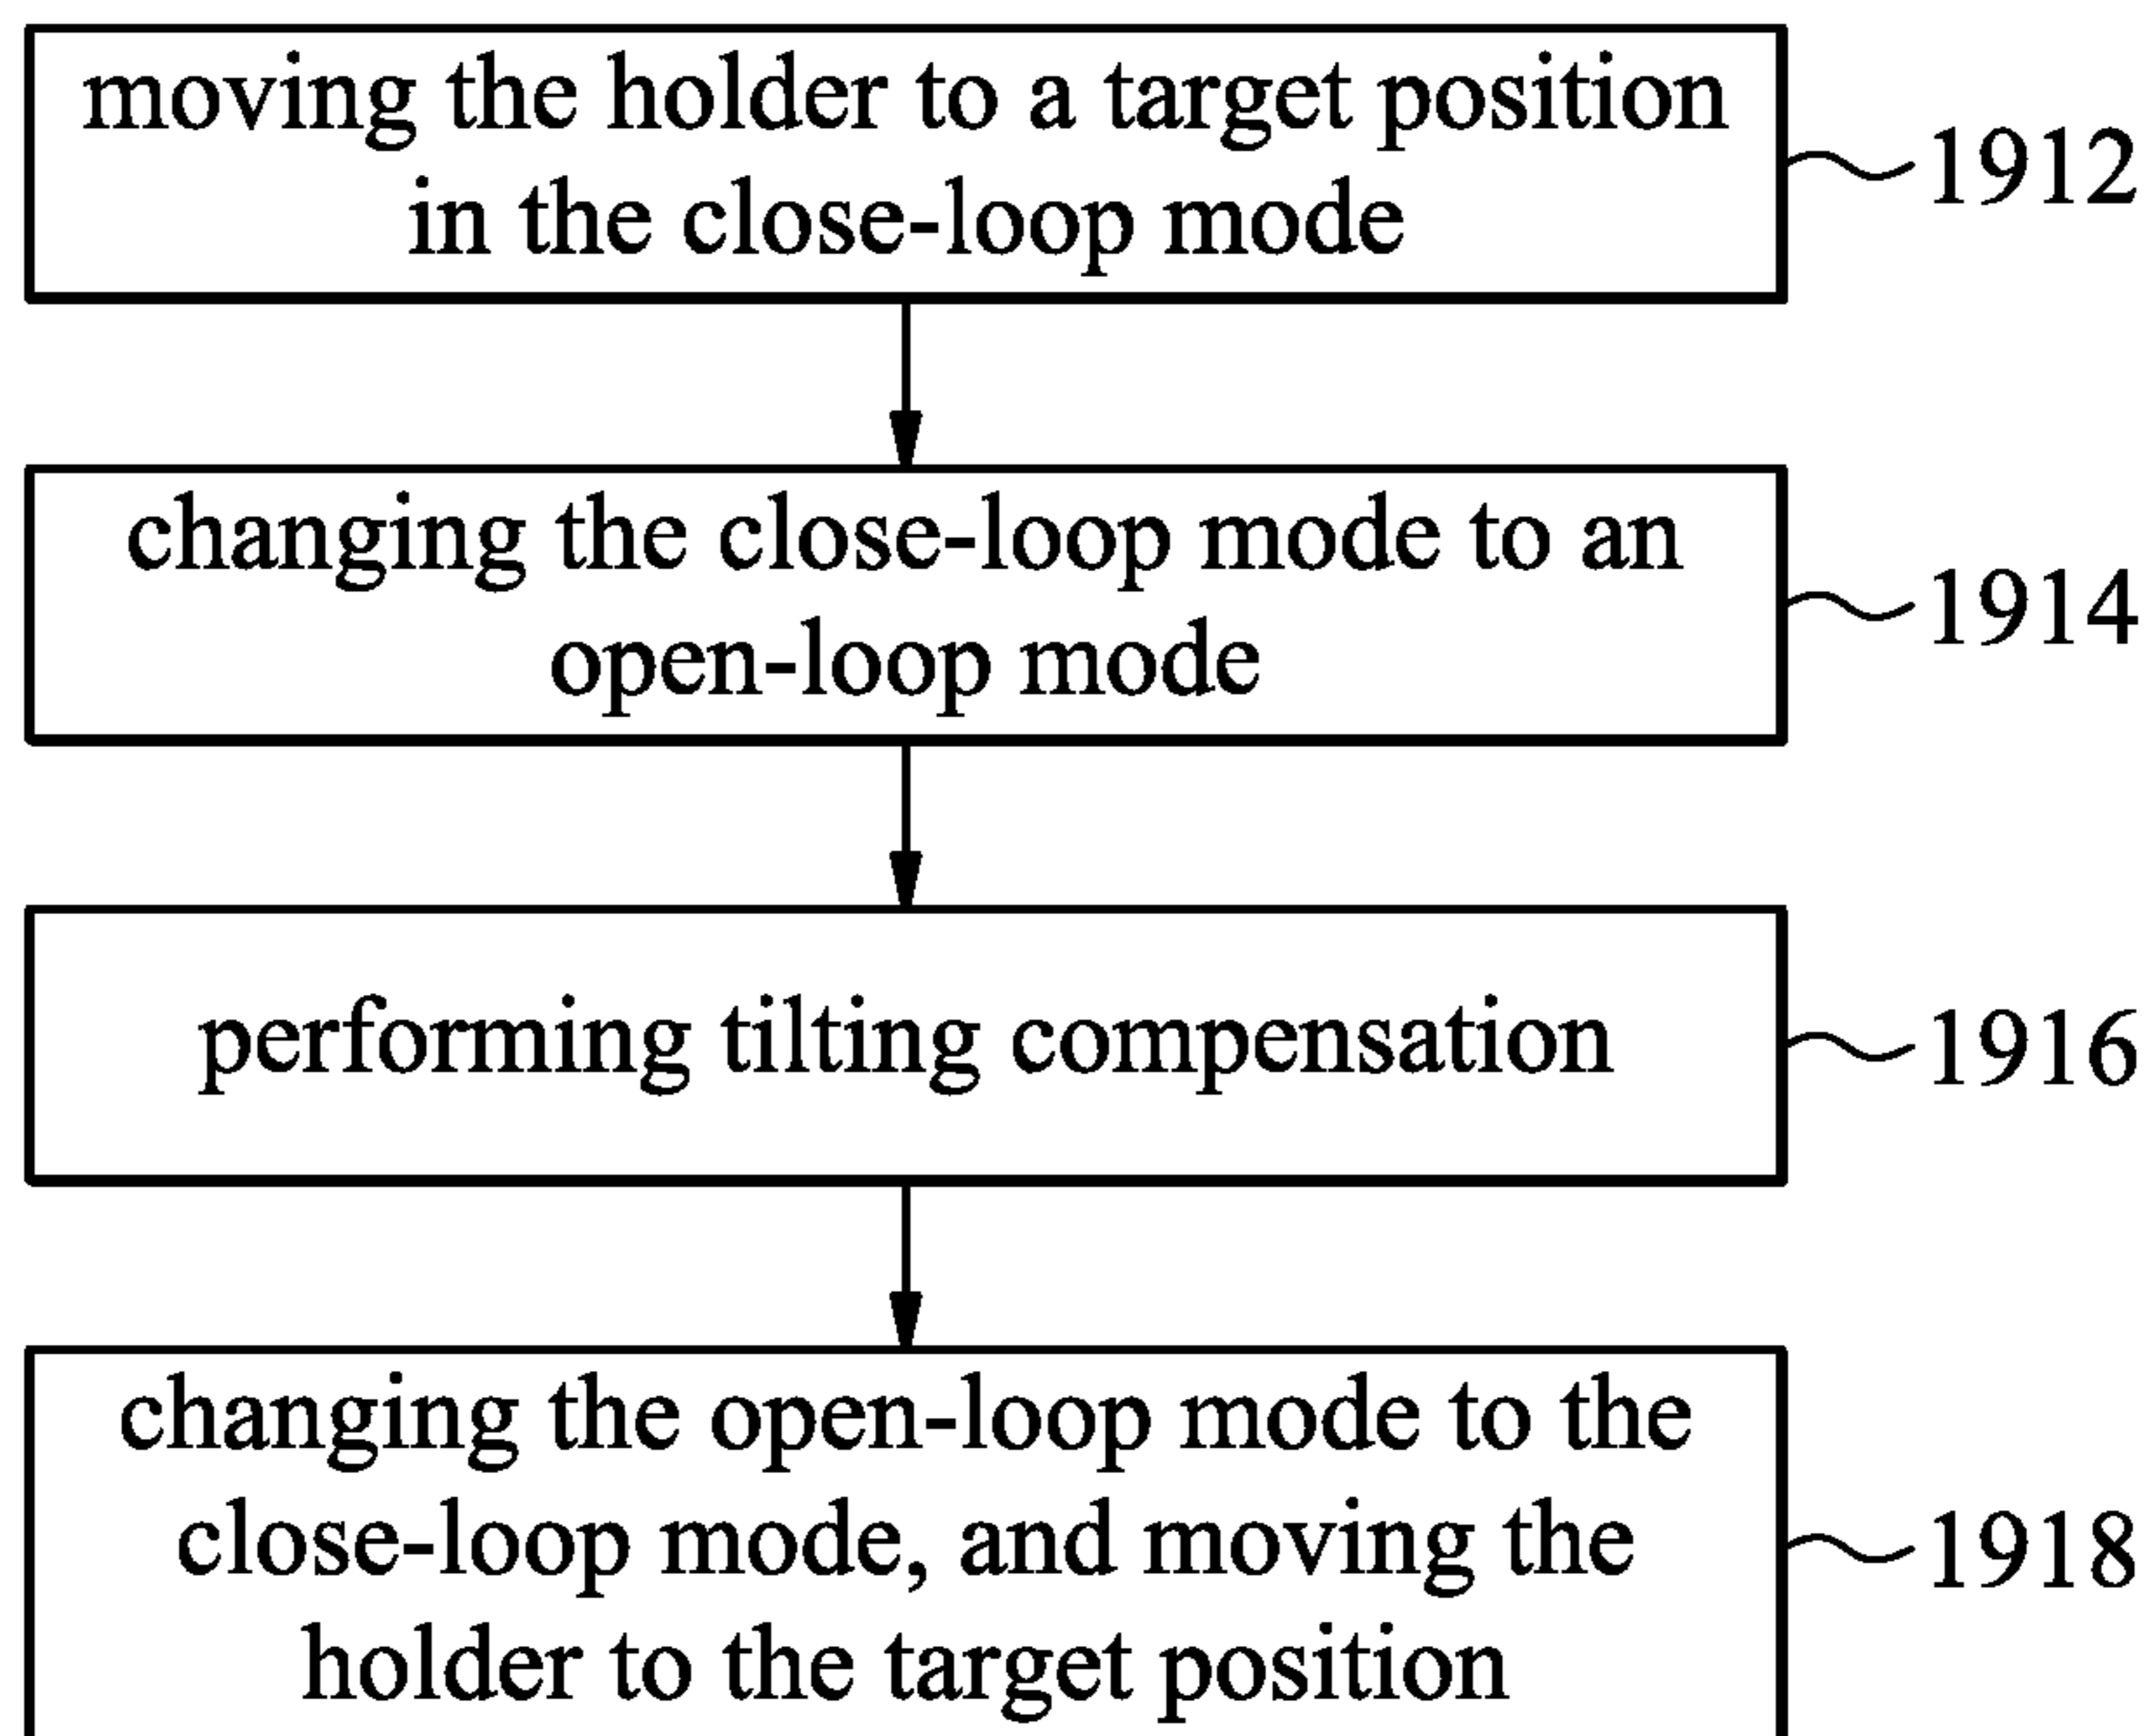 moving the holder to a target position
in the close-loop mode
1912
changing the close-loop mode to an
open-loop mode
1914
performing tilting compensation
1916
changing the open-loop mode to the
close-loop mode, and moving the
holder to the target position
1918